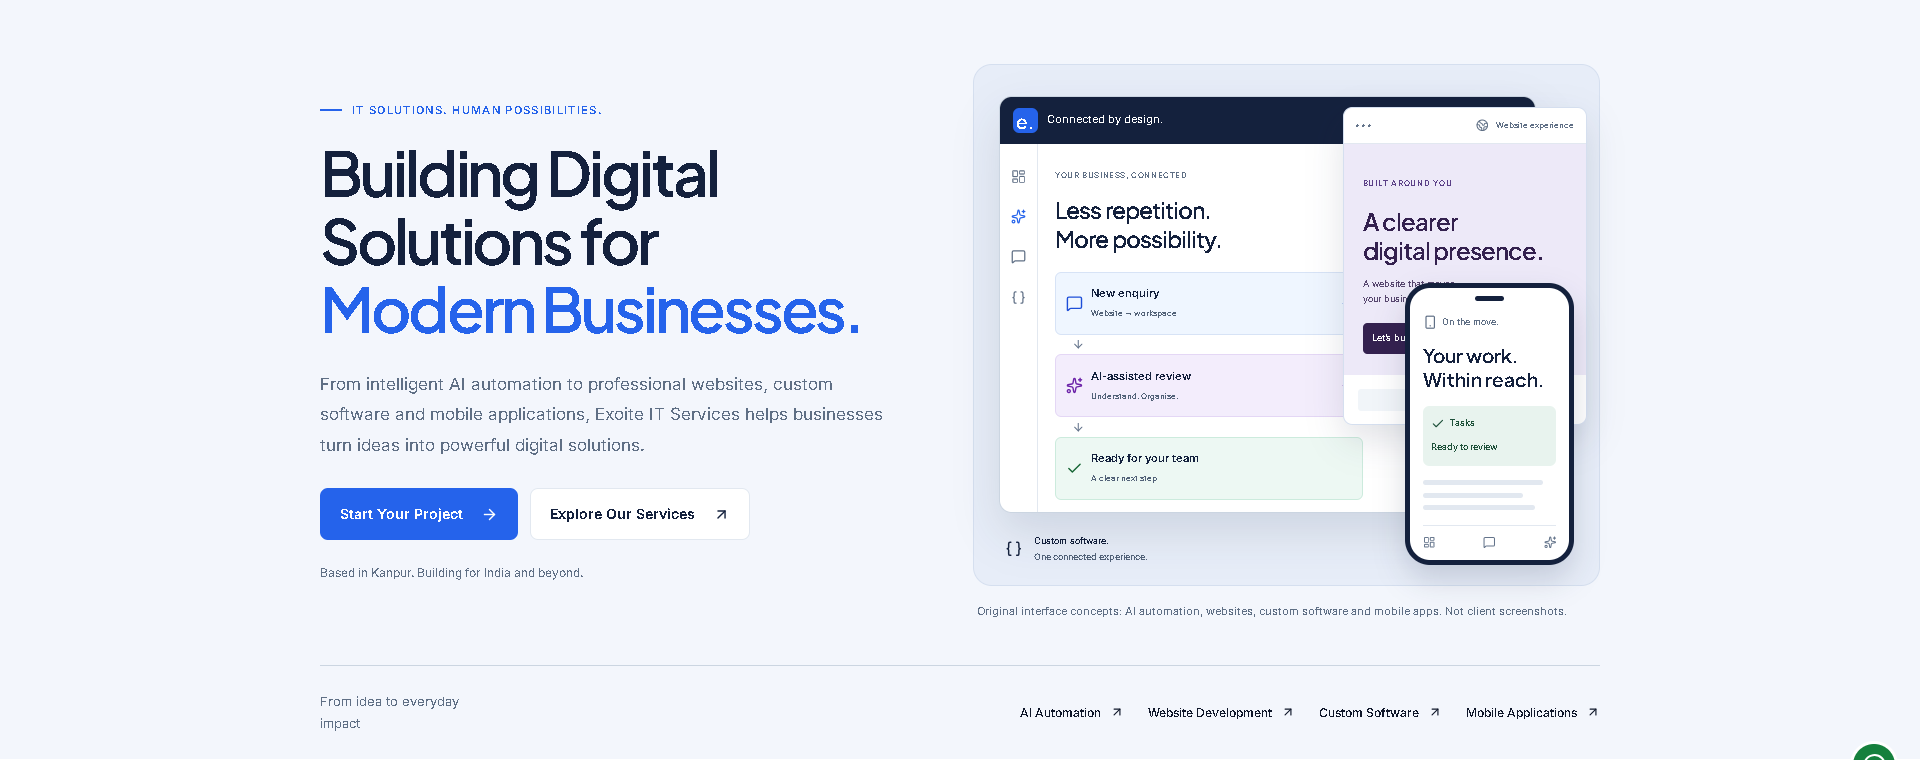 IT SOLUTIONS. HUMAN POSSIBILITIES.
Building Digital
Solutions for
Modern Businesses.
From intelligent AI automation to professional websites, custom
software and mobile applications, Exoite IT Services helps businesses
turn ideas into powerful digital solutions.
Start Your Project
Explore Our Services
Based in Kanpur. Building for India and beyond.
e.
Connected by design.
YOUR BUSINESS, CONNECTED
Less repetition.
More possibility.
New enquiry
Website → workspace
AI-assisted review
Understand. Organise.
Ready for your team
A clear next step
{ } Custom software.
One connected experience.
Website experience
BUILT AROUND YOU
A clearer
digital presence.
A website that
your
Let's
On the move.
Your work.
Within reach.
Tasks
Ready to review
Original interface concepts: AI automation, websites, custom software and mobile apps. Not client screenshots.
From idea to everyday
impact
AI Automation
Website Development
Custom Software
Mobile Applications